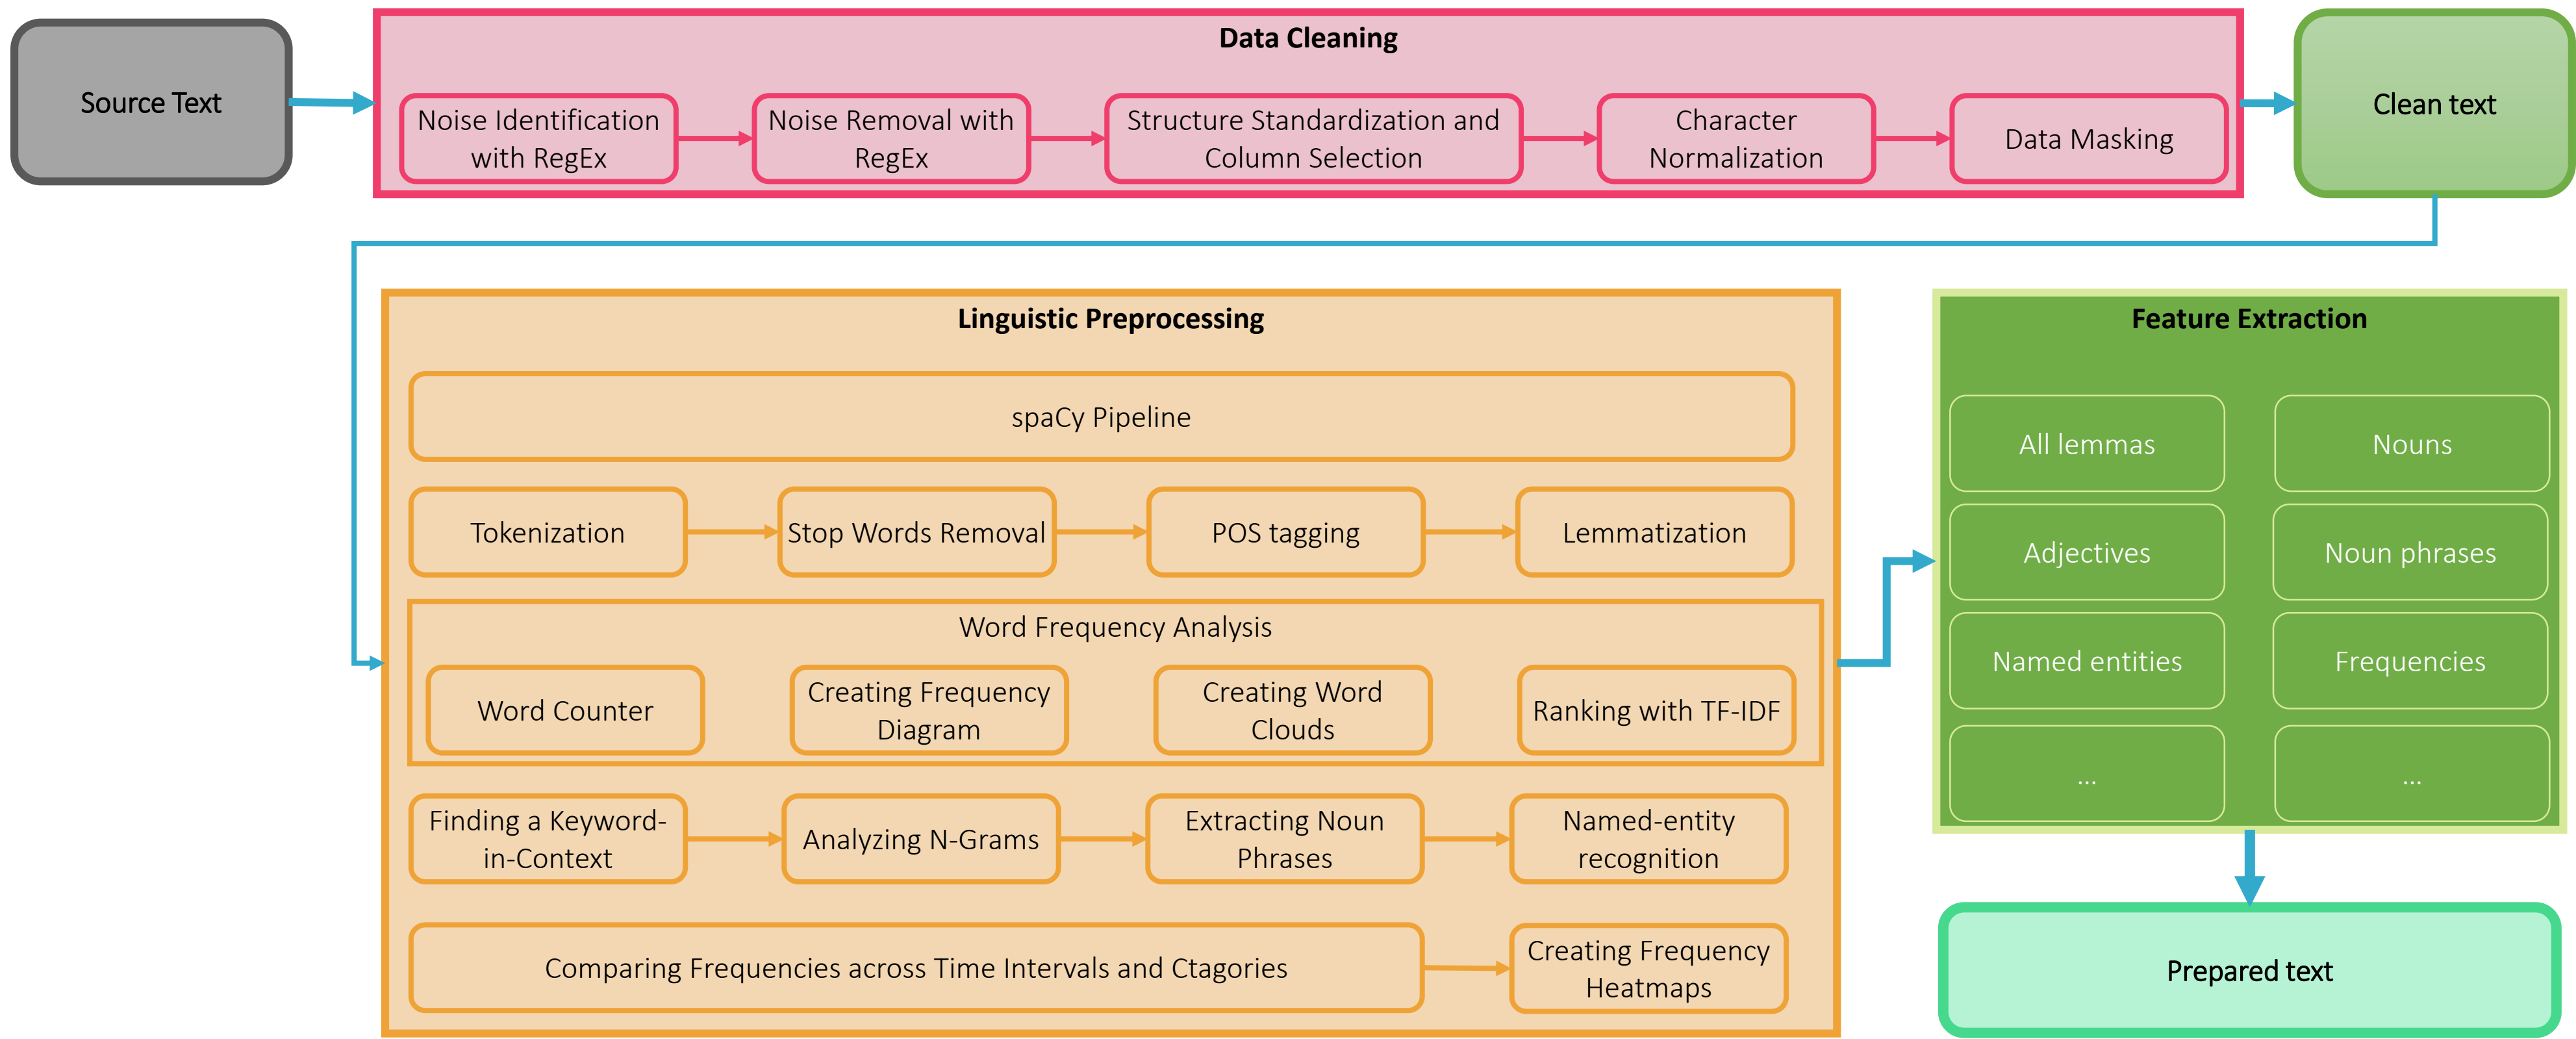 Source Text
Data Cleaning
Noise Identification
with RegEx
Noise Removal with
RegEx
Structure Standardization and
Column Selection
Character
Normalization
Data Masking
Clean text
Linguistic Preprocessing
spaCy Pipeline
Tokenization
Stop Words Removal
POS tagging
Lemmatization
Word Frequency Analysis
Word Counter
Creating Frequency
Diagram
Creating Word
Clouds
Ranking with TF-IDF
Finding a Keyword-
in-Context
Analyzing N-Grams
Extracting Noun
Phrases
Named-entity
recognition
Comparing Frequencies across Time Intervals and Ctagories
Creating Frequency
Heatmaps
Feature Extraction
All lemmas
Nouns
Adjectives
Noun phrases
Named entities
Frequencies
...
...
Prepared text